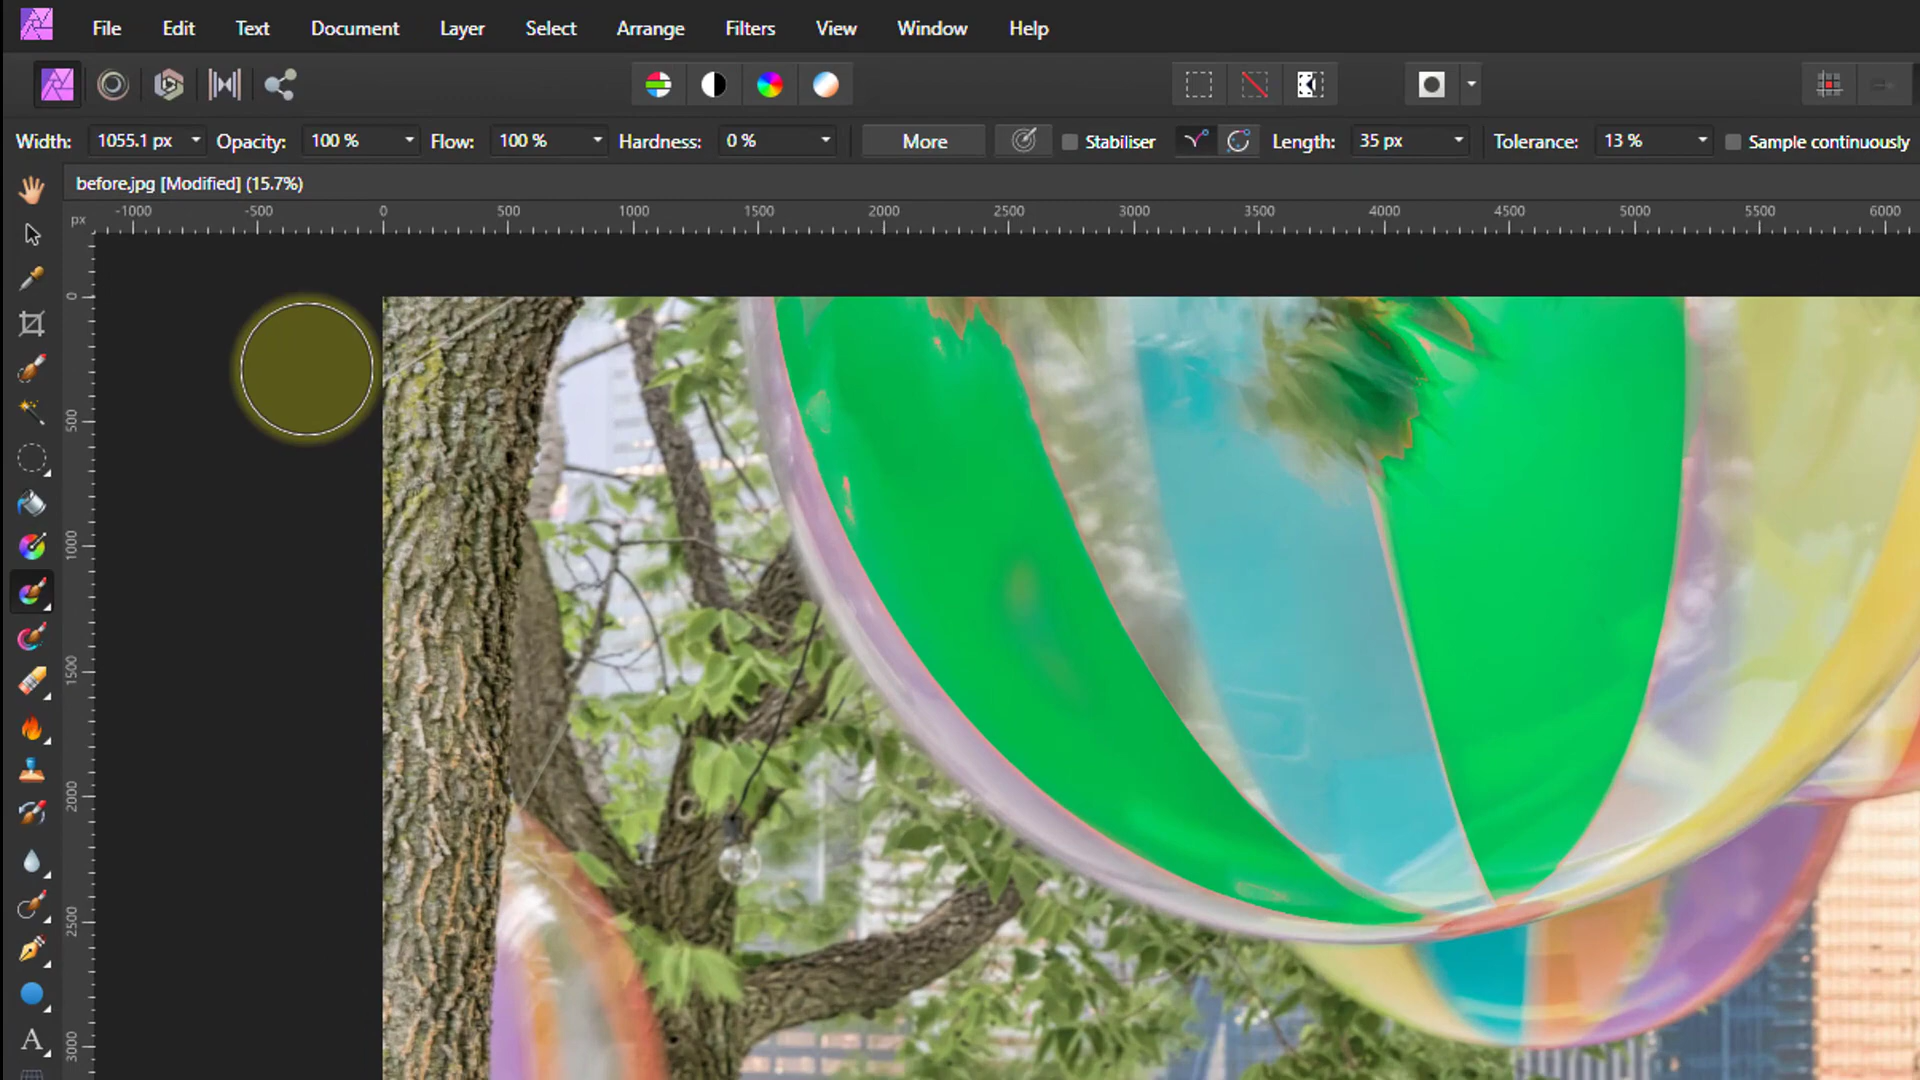 File Edit Text Document Layer Select Arrange Filters View Window Help
Width: 1055.1 px Opacity: 100 % Flow: 100 % Hardness: 0 % More Stabiliser Length: 35 px Tolerance: 13 % Sample continuously
before.jpg [Modified] (15.7%)
px -1000 -500 0 500 1000 1500 2000 2500 3000 3500 4000 4500 5000 5500 6000
0
500
1000
1500
2000
2500
3000
A